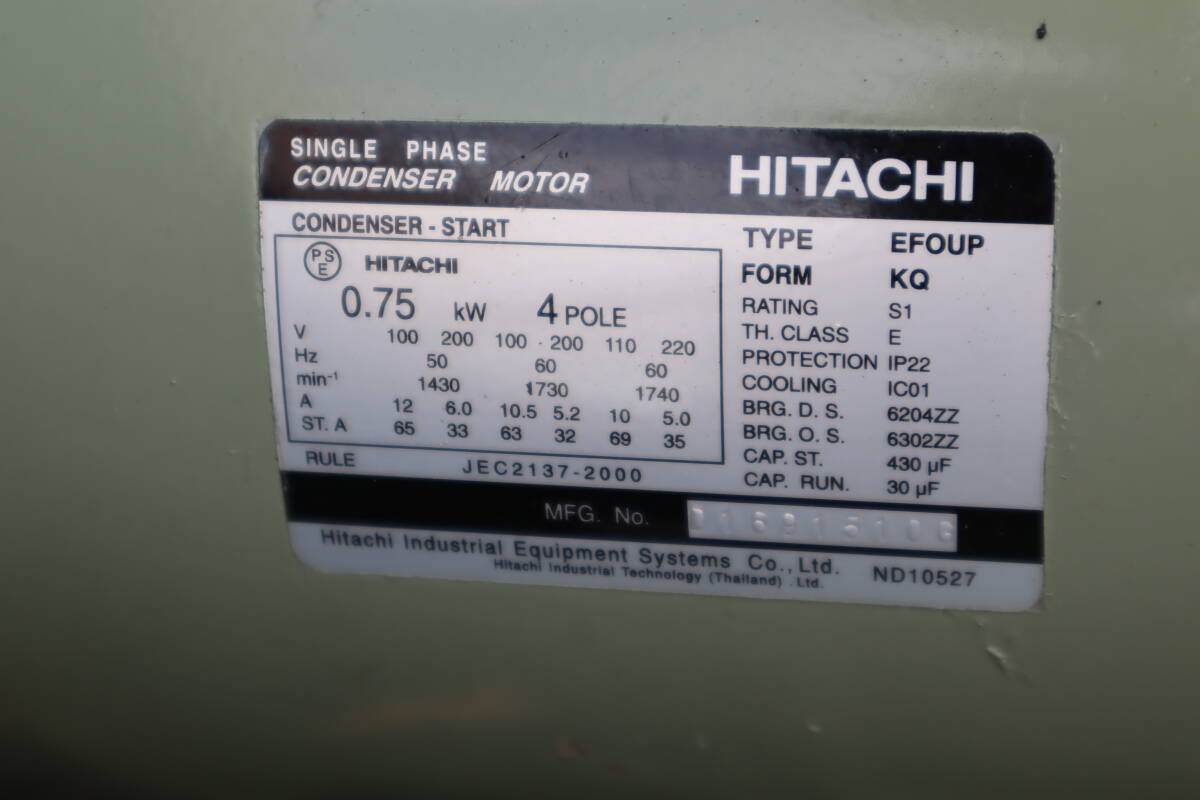 SINGLE PHASE
CONDENSER MOTOR
HITACHI
CONDENSER - START
PS
E
HITACHI
0.75 kW 4 POLE
V 100 200 100 · 200 110 220
Hz 50 60 60
min⁻¹ 1430 1730 1740
A 12 6.0 10.5 5.2 10 5.0
ST. A 65 33 63 32 69 35
RULE JEC2137-2000
TYPE EFOUP
FORM KQ
RATING S1
TH. CLASS E
PROTECTION IP22
COOLING IC01
BRG. D. S. 6204ZZ
BRG. O. S. 6302ZZ
CAP. ST. 430 µF
CAP. RUN. 30 µF
MFG. No.
Hitachi Industrial Equipment Systems Co.,Ltd.
Hitachi Industrial Technology (Thailand) .Ltd.
ND10527